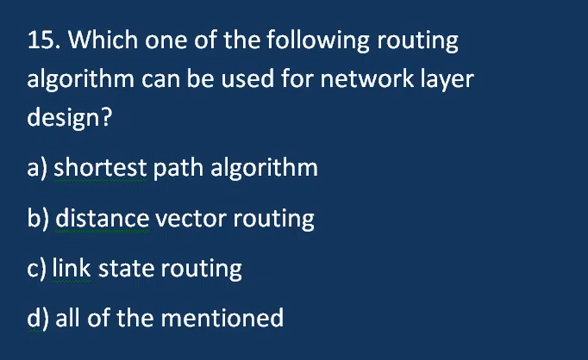 15. Which one of the following routing
algorithm can be used for network layer
design?
a) shortest path algorithm
b) distance vector routing
c) link state routing
d) all of the mentioned